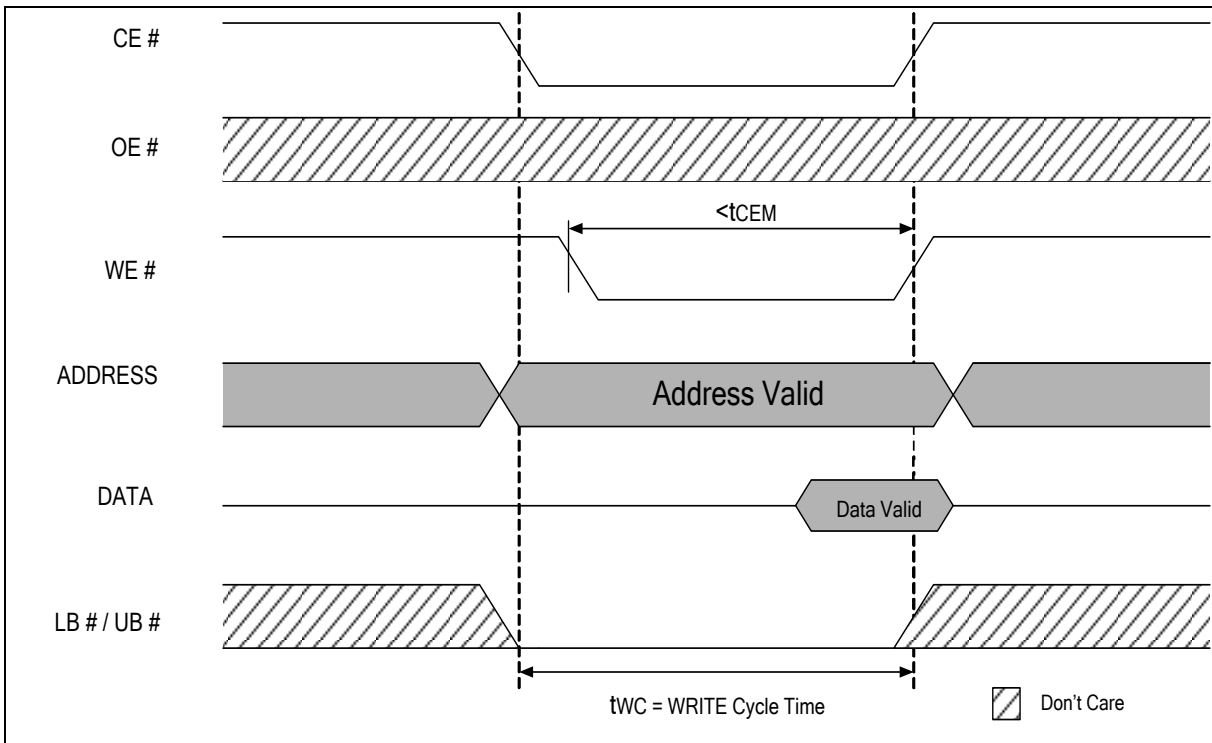 CE #
OE #
<tCEM
WE #
ADDRESS
Address Valid
DATA
Data Valid
LB # / UB #
tWC = WRITE Cycle Time
Don't Care